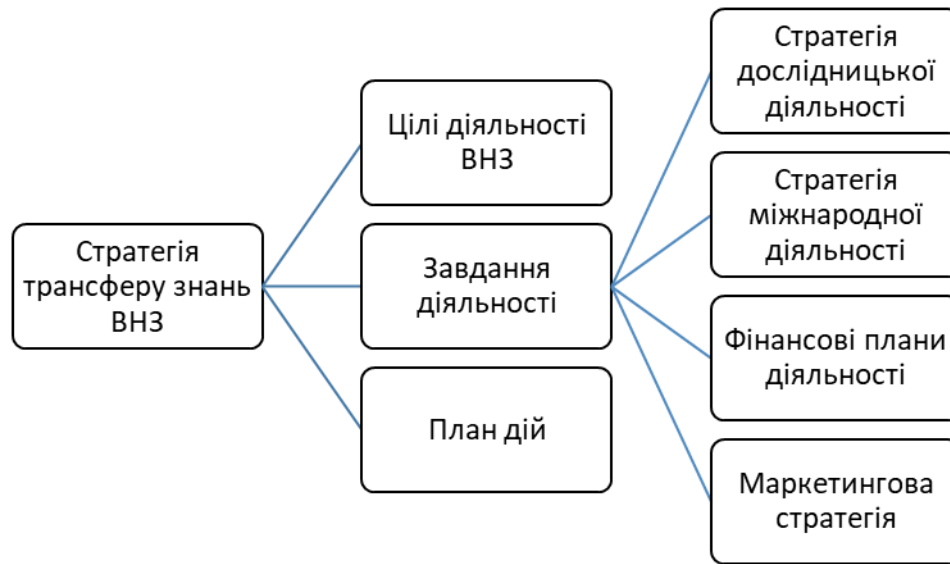 Стратегія
трансферу знань
ВНЗ
Цілі діяльності
ВНЗ
Завдання
діяльності
План дій
Стратегія
дослідницької
діяльності
Стратегія
міжнародної
діяльності
Фінансові плани
діяльності
Маркетингова
стратегія